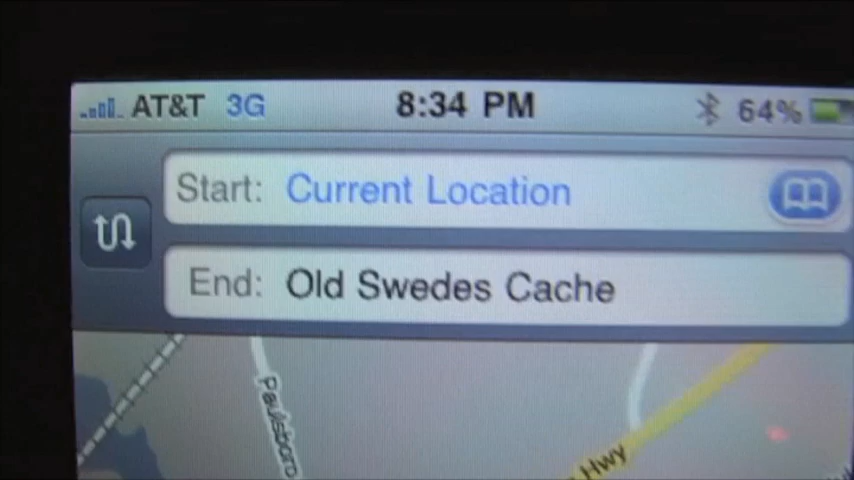 AT&T 3G 8:34 PM 64%
Start: Current Location
End: Old Swedes Cache
Paulsboro
Hwy